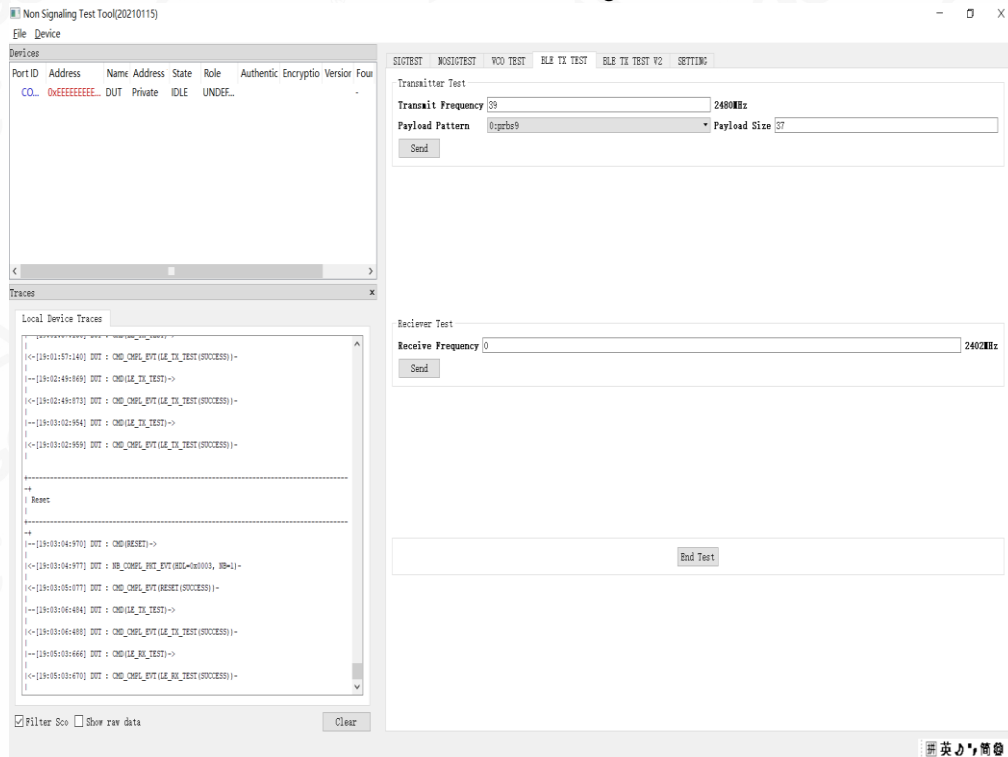 Non Signaling Test Tool(20210115)
File Device
Devices
Port ID Address Name Address State Role Authentic Encryptio Versior Four
CO... 0xEEEEEEEEE... DUT Private IDLE UNDEF... -
SIGTEST NOSIGTEST VCO TEST BLE TX TEST BLE TX TEST V2 SETTING
Transmitter Test
Transmit Frequency 39 2480MHz
Payload Pattern 0:prbs9 Payload Size 37
Send
Traces x
Local Device Traces
|<-[19:01:57:140] DUT : CMD_CMPL_EVT(LE_TX_TEST(SUCCESS))-
|
|--[19:02:49:869] DUT : CMD(LE_TX_TEST)->
|
|<-[19:02:49:873] DUT : CMD_CMPL_EVT(LE_TX_TEST(SUCCESS))-
|
|--[19:03:02:954] DUT : CMD(LE_TX_TEST)->
|
|<-[19:03:02:959] DUT : CMD_CMPL_EVT(LE_TX_TEST(SUCCESS))-
|
-+
| Reset
|
-+
|--[19:03:04:970] DUT : CMD(RESET)->
|
|<-[19:03:04:977] DUT : NB_COMPL_PKT_EVT(HDL=0x0003, NB=1)-
|
|<-[19:03:05:077] DUT : CMD_CMPL_EVT(RESET(SUCCESS))-
|
|--[19:03:06:484] DUT : CMD(LE_TX_TEST)->
|
|<-[19:03:06:488] DUT : CMD_CMPL_EVT(LE_TX_TEST(SUCCESS))-
|
|--[19:05:03:666] DUT : CMD(LE_RX_TEST)->
|
|<-[19:05:03:670] DUT : CMD_CMPL_EVT(LE_RX_TEST(SUCCESS))-
|
Filter Sco Show raw data Clear
Reciever Test
Receive Frequency 0 2402MHz
Send
End Test
拼 英 简